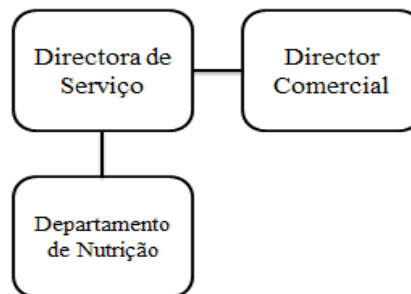 Directora de
Serviço
Director
Comercial
Departamento
de Nutrição